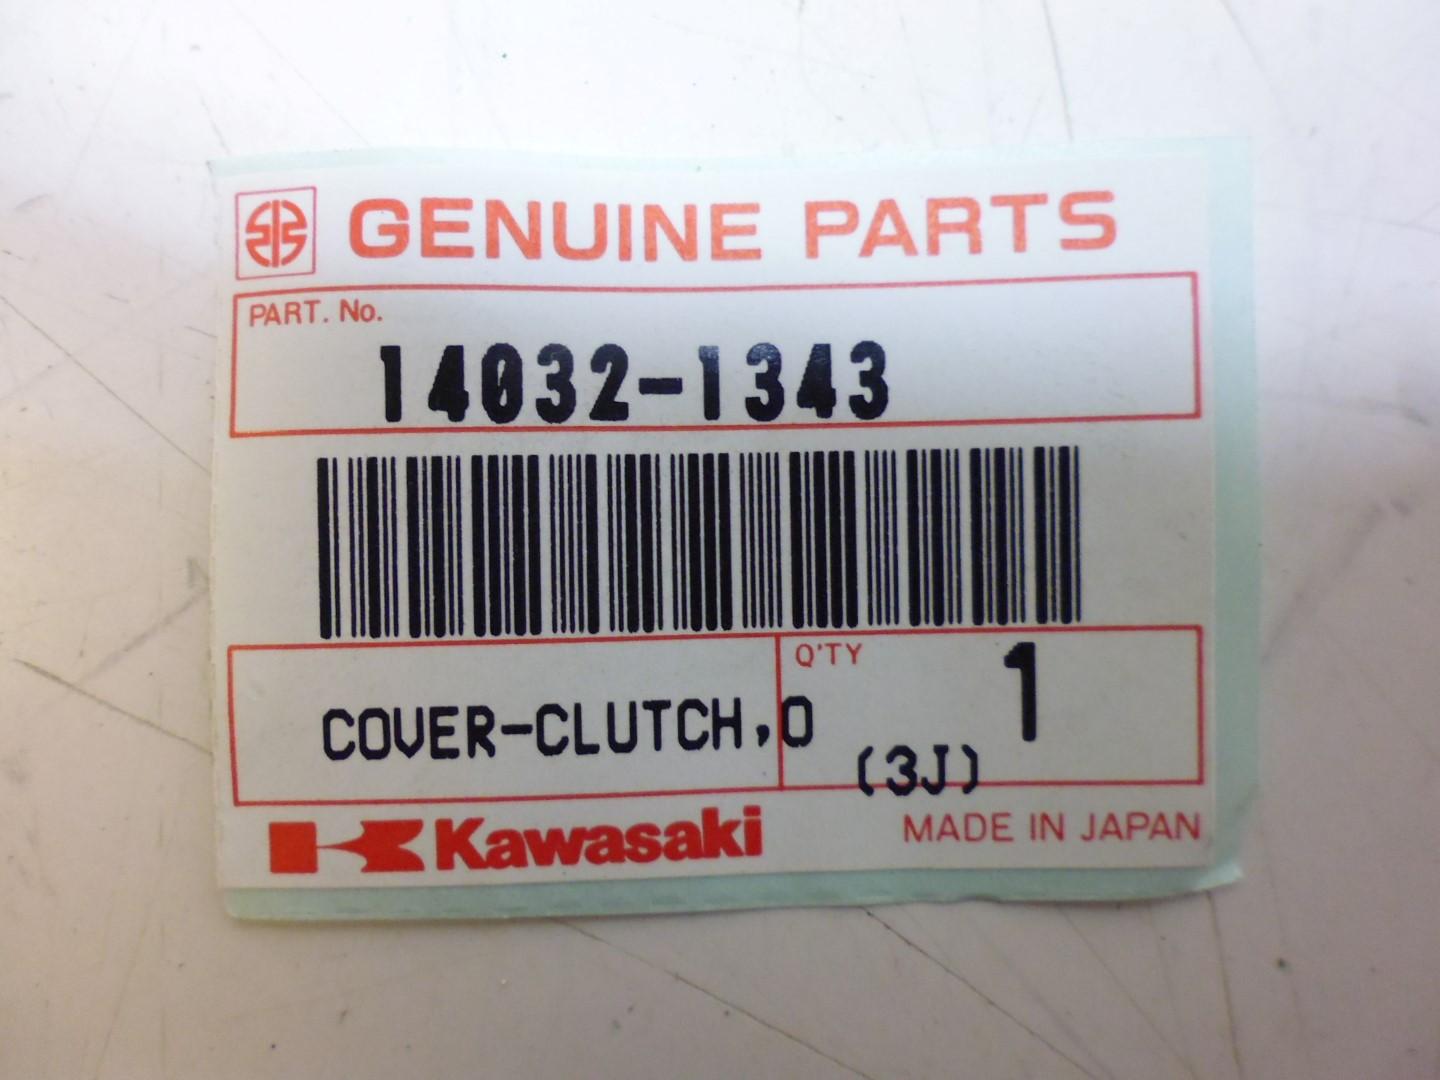 GENUINE PARTS
PART. No.
14032-1343
Q'TY
1
COVER-CLUTCH,O
(3J)
Kawasaki
MADE IN JAPAN